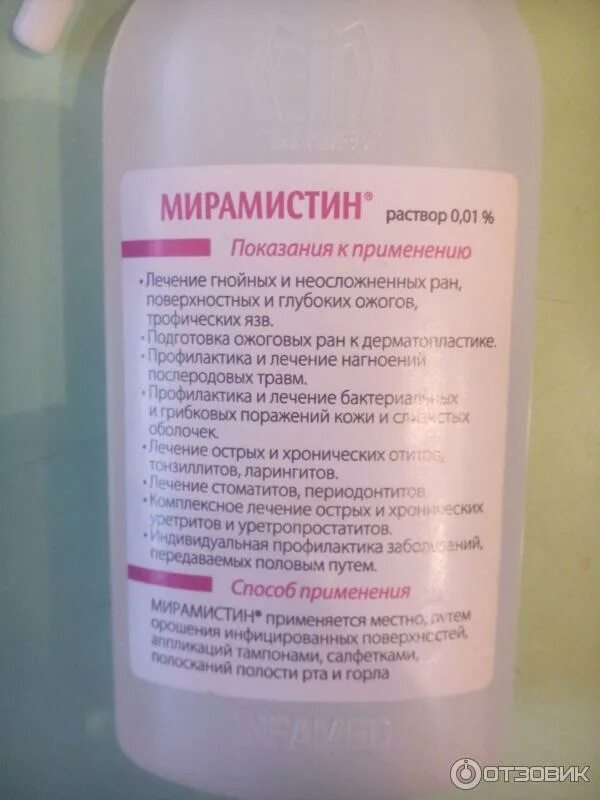 МИРАМИСТИН® раствор 0,01 %
Показания к применению
• Лечение гнойных и неосложненных ран,
поверхностных и глубоких ожогов,
трофических язв.
• Подготовка ожоговых ран к дерматопластике.
• Профилактика и лечение нагноений
послеродовых травм.
• Профилактика и лечение бактериальных
и грибковых поражений кожи и слизистых
оболочек.
• Лечение острых и хронических отитов,
тонзиллитов, ларингитов.
• Лечение стоматитов, периодонтитов
• Комплексное лечение острых и хронических
уретритов и уретропростатитов.
• Индивидуальная профилактика заболеваний,
передаваемых половым путем.
Способ применения
МИРАМИСТИН® применяется местно, путем
орошения инфицированных поверхностей,
аппликаций тампонами, салфетками,
полосканий полости рта и горла
INFAMED
ОТЗОВИК